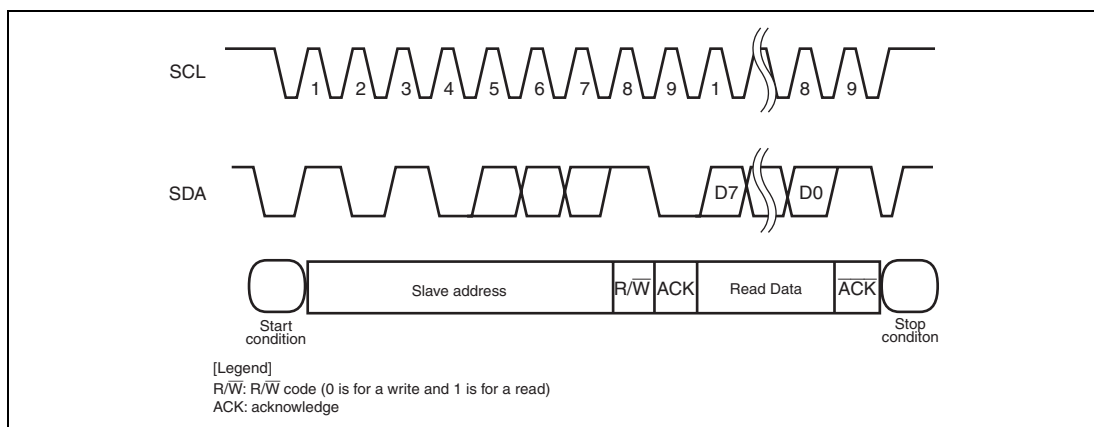 SCL
1 2 3 4 5 6 7 8 9 1 8 9
SDA
D7 D0
Slave address R/W̅ ACK Read Data A̅C̅K̅
Start
condition
Stop
conditon
[Legend]
R/W̅: R/W̅ code (0 is for a write and 1 is for a read)
ACK: acknowledge